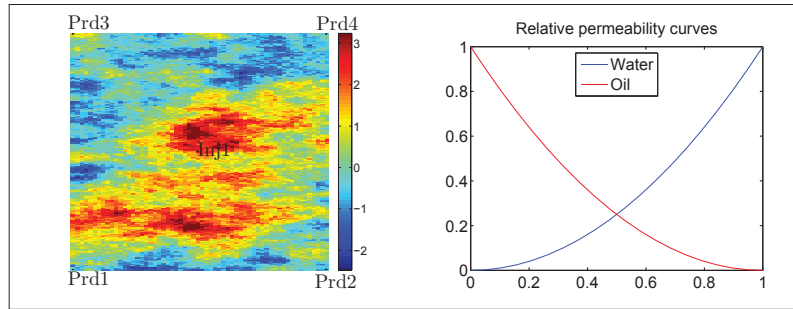 Prd3
Prd4
Inj1
Prd1
Prd2
3
2
1
0
−1
−2
Relative permeability curves
Water
Oil
1
0.8
0.6
0.4
0.2
0
0
0.2
0.4
0.6
0.8
1